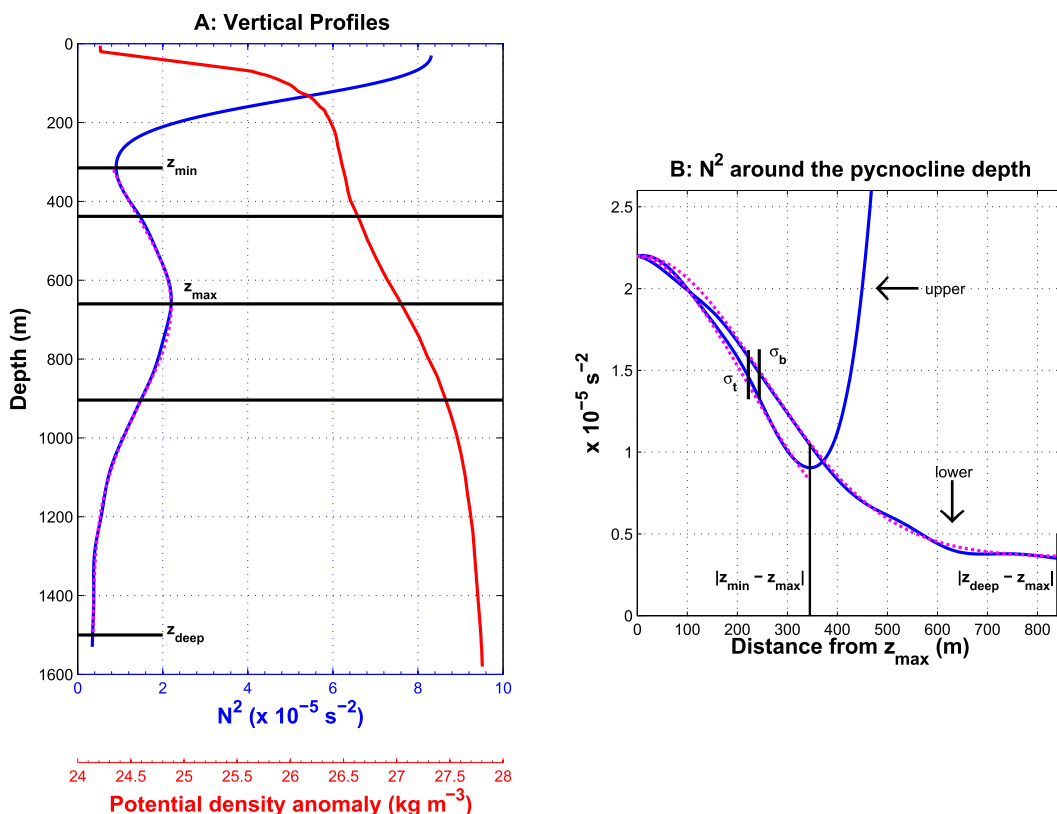 A: Vertical Profiles
0
200
400
600
800
1000
1200
1400
1600
Depth (m)
z_min
z_max
z_deep
0 2 4 6 8 10
N² (x 10⁻⁵ s⁻²)
24 24.5 25 25.5 26 26.5 27 27.5 28
Potential density anomaly (kg m⁻³)
B: N² around the pycnocline depth
2.5
2
1.5
1
0.5
0
x 10⁻⁵ s⁻²
upper
σ_b
σ_t
lower
|z_min − z_max|
|z_deep − z_max|
0 100 200 300 400 500 600 700 800
Distance from z_max (m)